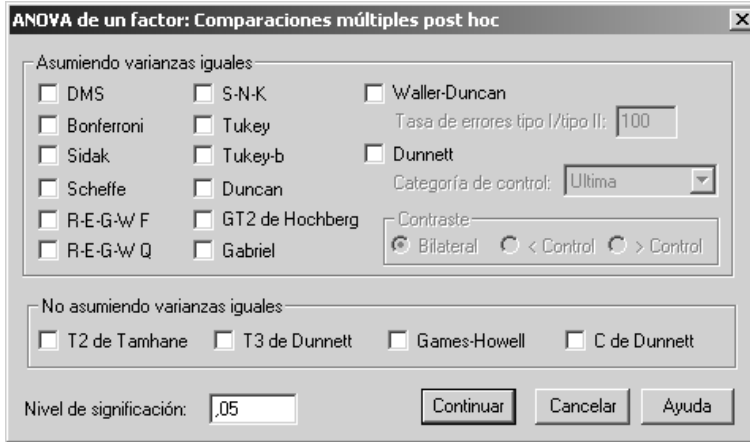 ANOVA de un factor: Comparaciones múltiples post hoc
Asumiendo varianzas iguales
DMS
Bonferroni
Sidak
Scheffe
R-E-G-W F
R-E-G-W Q
S-N-K
Tukey
Tukey-b
Duncan
GT2 de Hochberg
Gabriel
Waller-Duncan
Tasa de errores tipo I/tipo II: 100
Dunnett
Categoría de control: Ultima
Contraste
Bilateral < Control > Control
No asumiendo varianzas iguales
T2 de Tamhane T3 de Dunnett Games-Howell C de Dunnett
Nivel de significación: ,05 Continuar Cancelar Ayuda